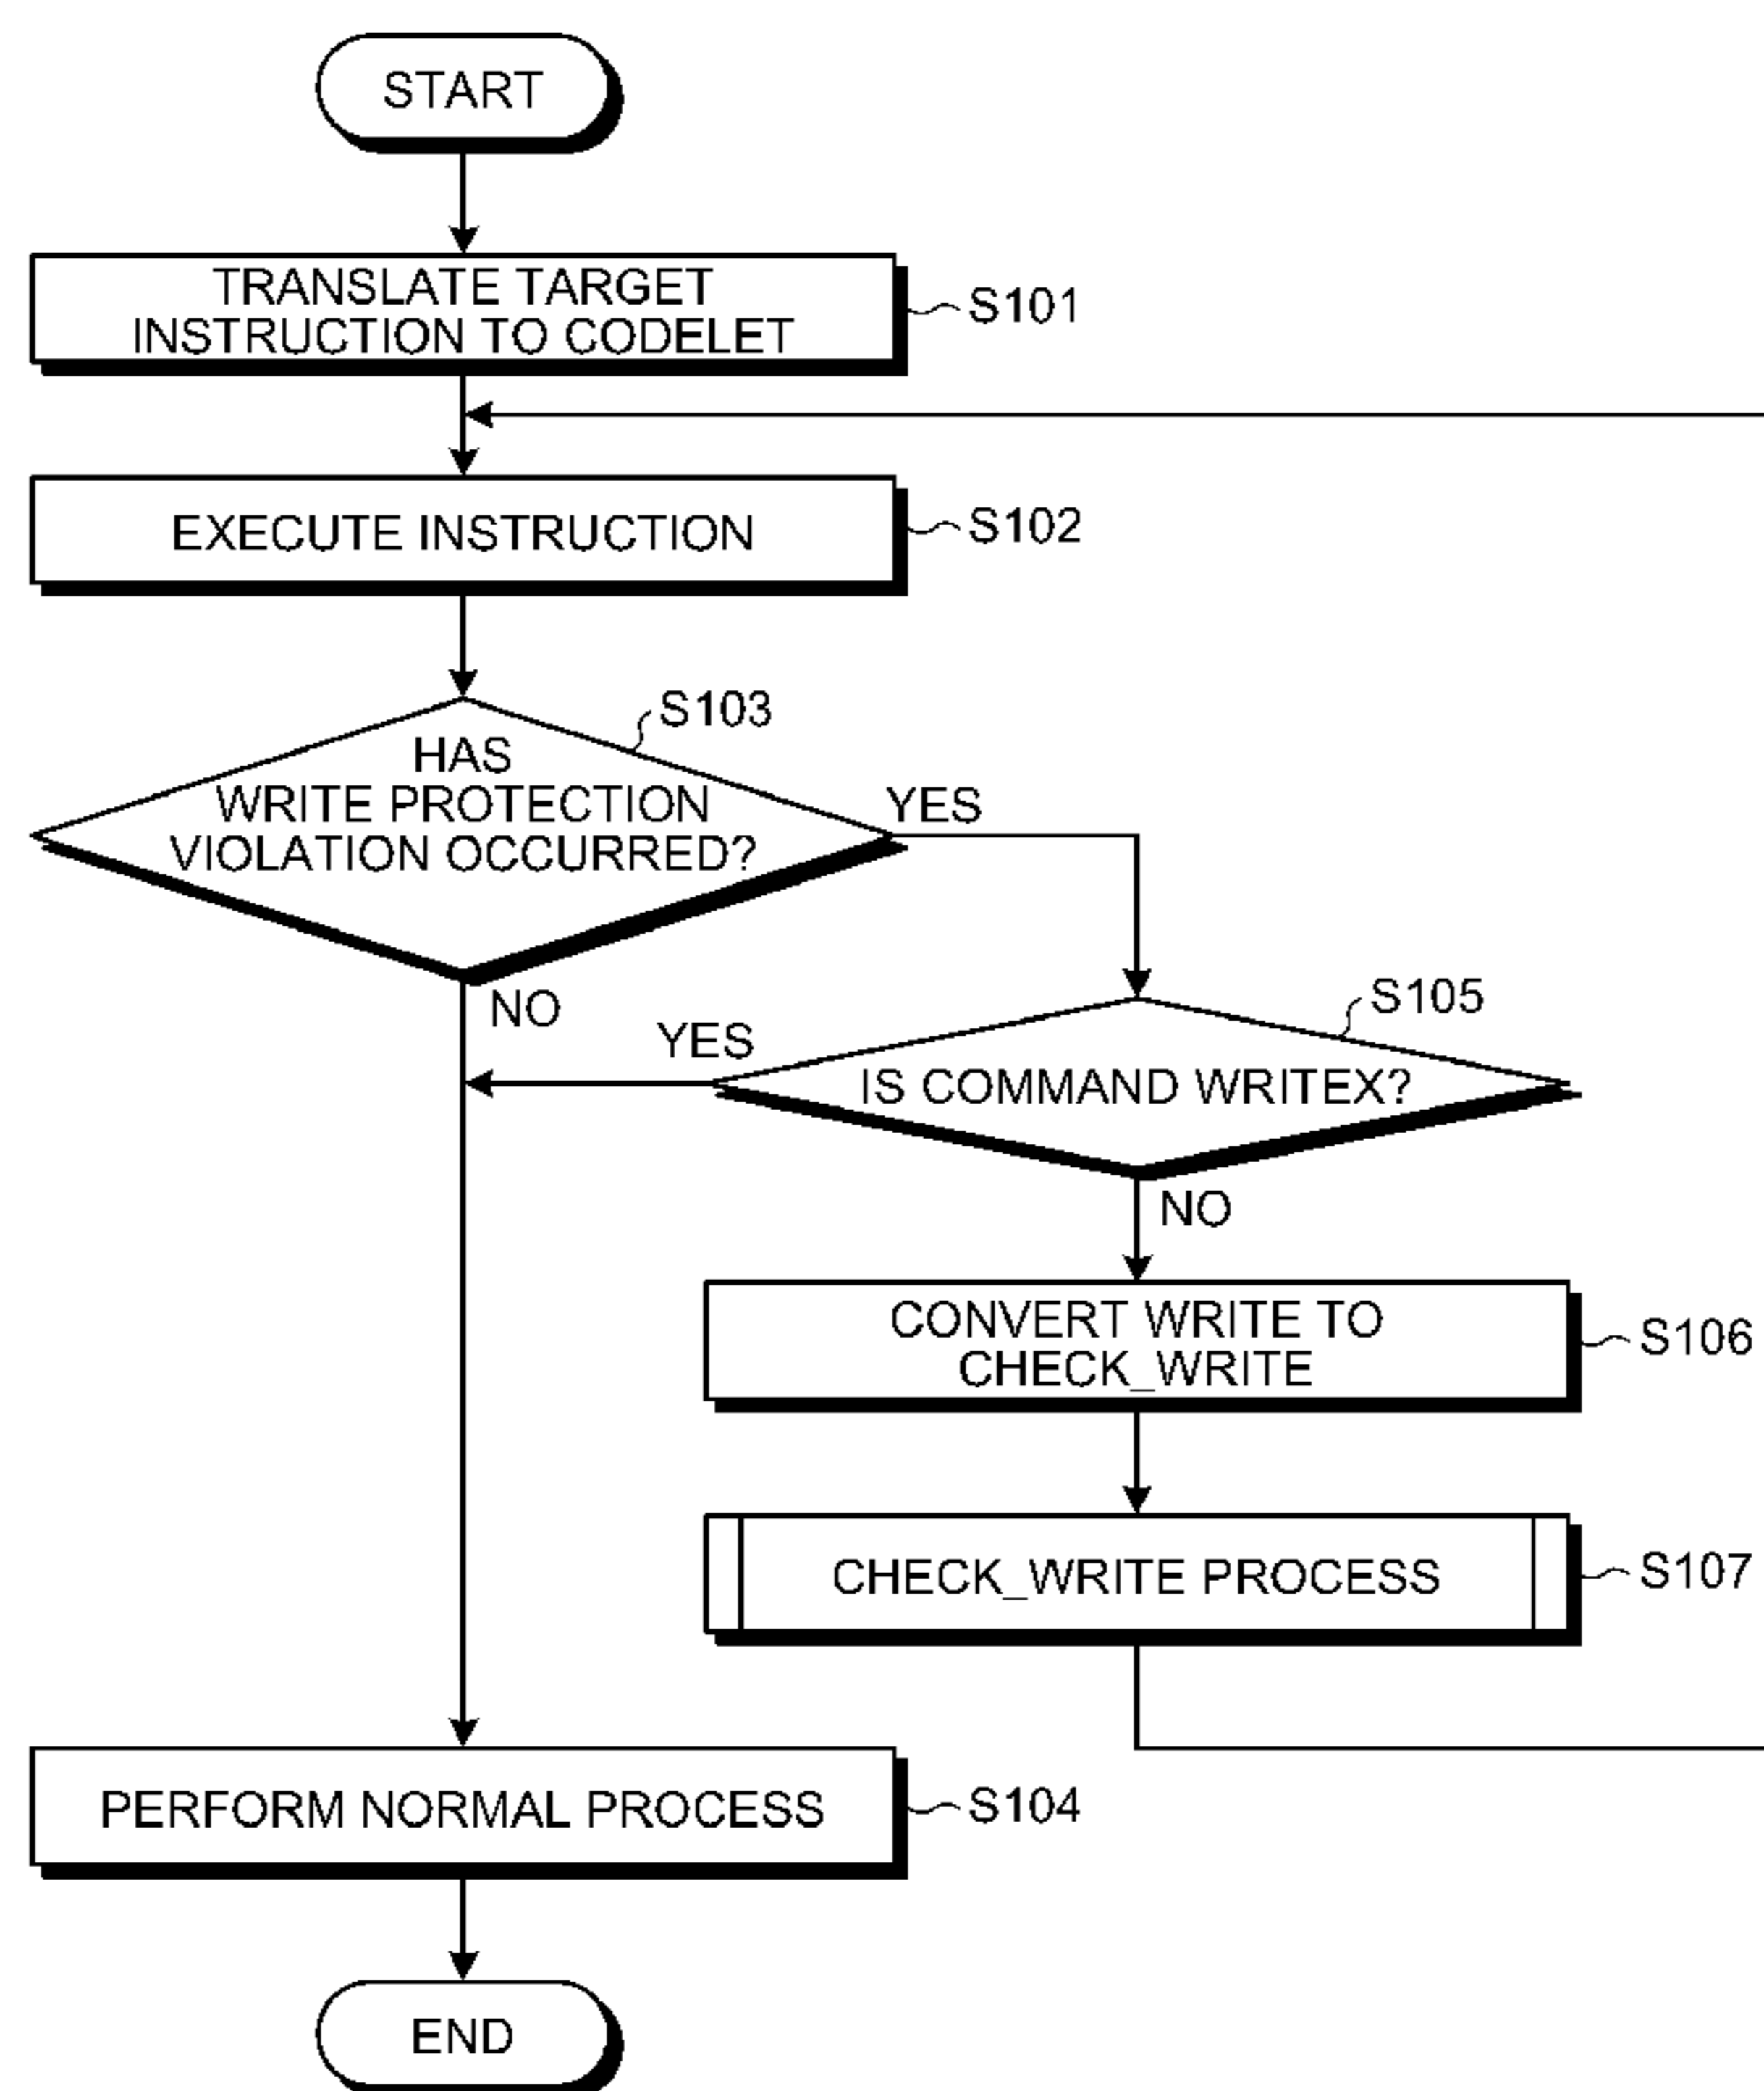 START
TRANSLATE TARGET
INSTRUCTION TO CODELET
S101
EXECUTE INSTRUCTION
S102
S103
HAS
WRITE PROTECTION
VIOLATION OCCURRED?
YES
NO
S105
YES
IS COMMAND WRITEX?
NO
CONVERT WRITE TO
CHECK_WRITE
S106
CHECK_WRITE PROCESS
S107
PERFORM NORMAL PROCESS
S104
END